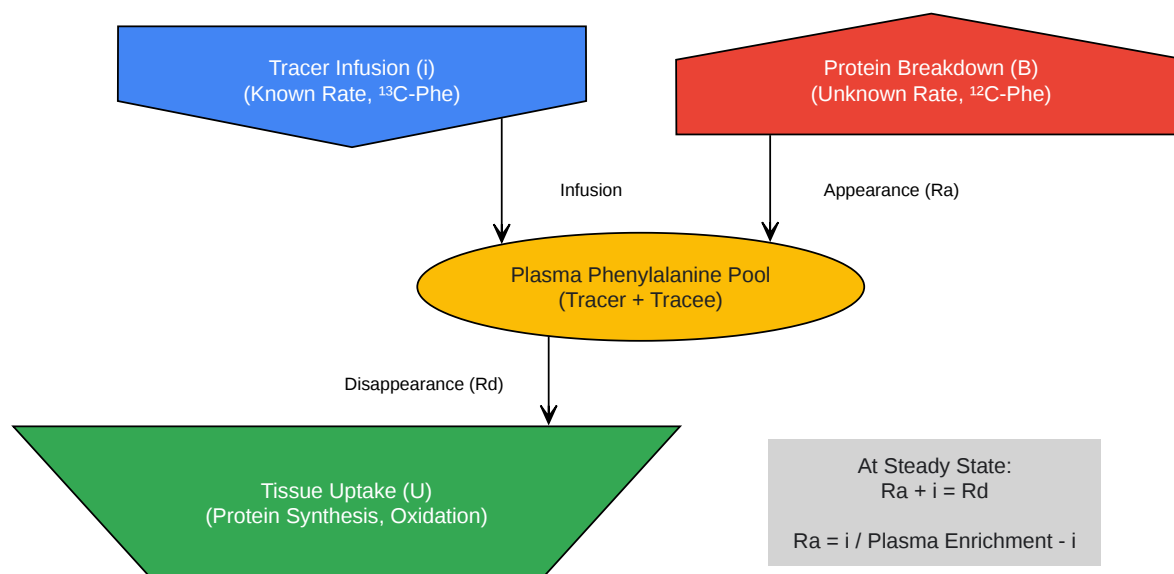 Tracer Infusion (i)
(Known Rate, ¹³C-Phe)
Protein Breakdown (B)
(Unknown Rate, ¹²C-Phe)
Infusion
Appearance (Ra)
Plasma Phenylalanine Pool
(Tracer + Tracee)
Disappearance (Rd)
Tissue Uptake (U)
(Protein Synthesis, Oxidation)
At Steady State:
Ra + i = Rd
Ra = i / Plasma Enrichment - i